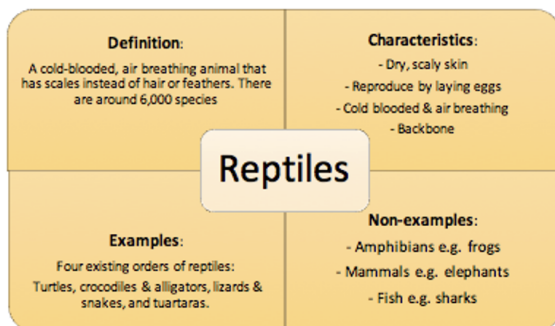 Definition:
A cold-blooded, air breathing animal that
has scales instead of hair or feathers. There
are around 6,000 species
Characteristics:
- Dry, scaly skin
- Reproduce by laying eggs
- Cold blooded & air breathing
- Backbone
Reptiles
Examples:
Four existing orders of reptiles:
Turtles, crocodiles & alligators, lizards &
snakes, and tuartaras.
Non-examples:
- Amphibians e.g. frogs
- Mammals e.g. elephants
- Fish e.g. sharks